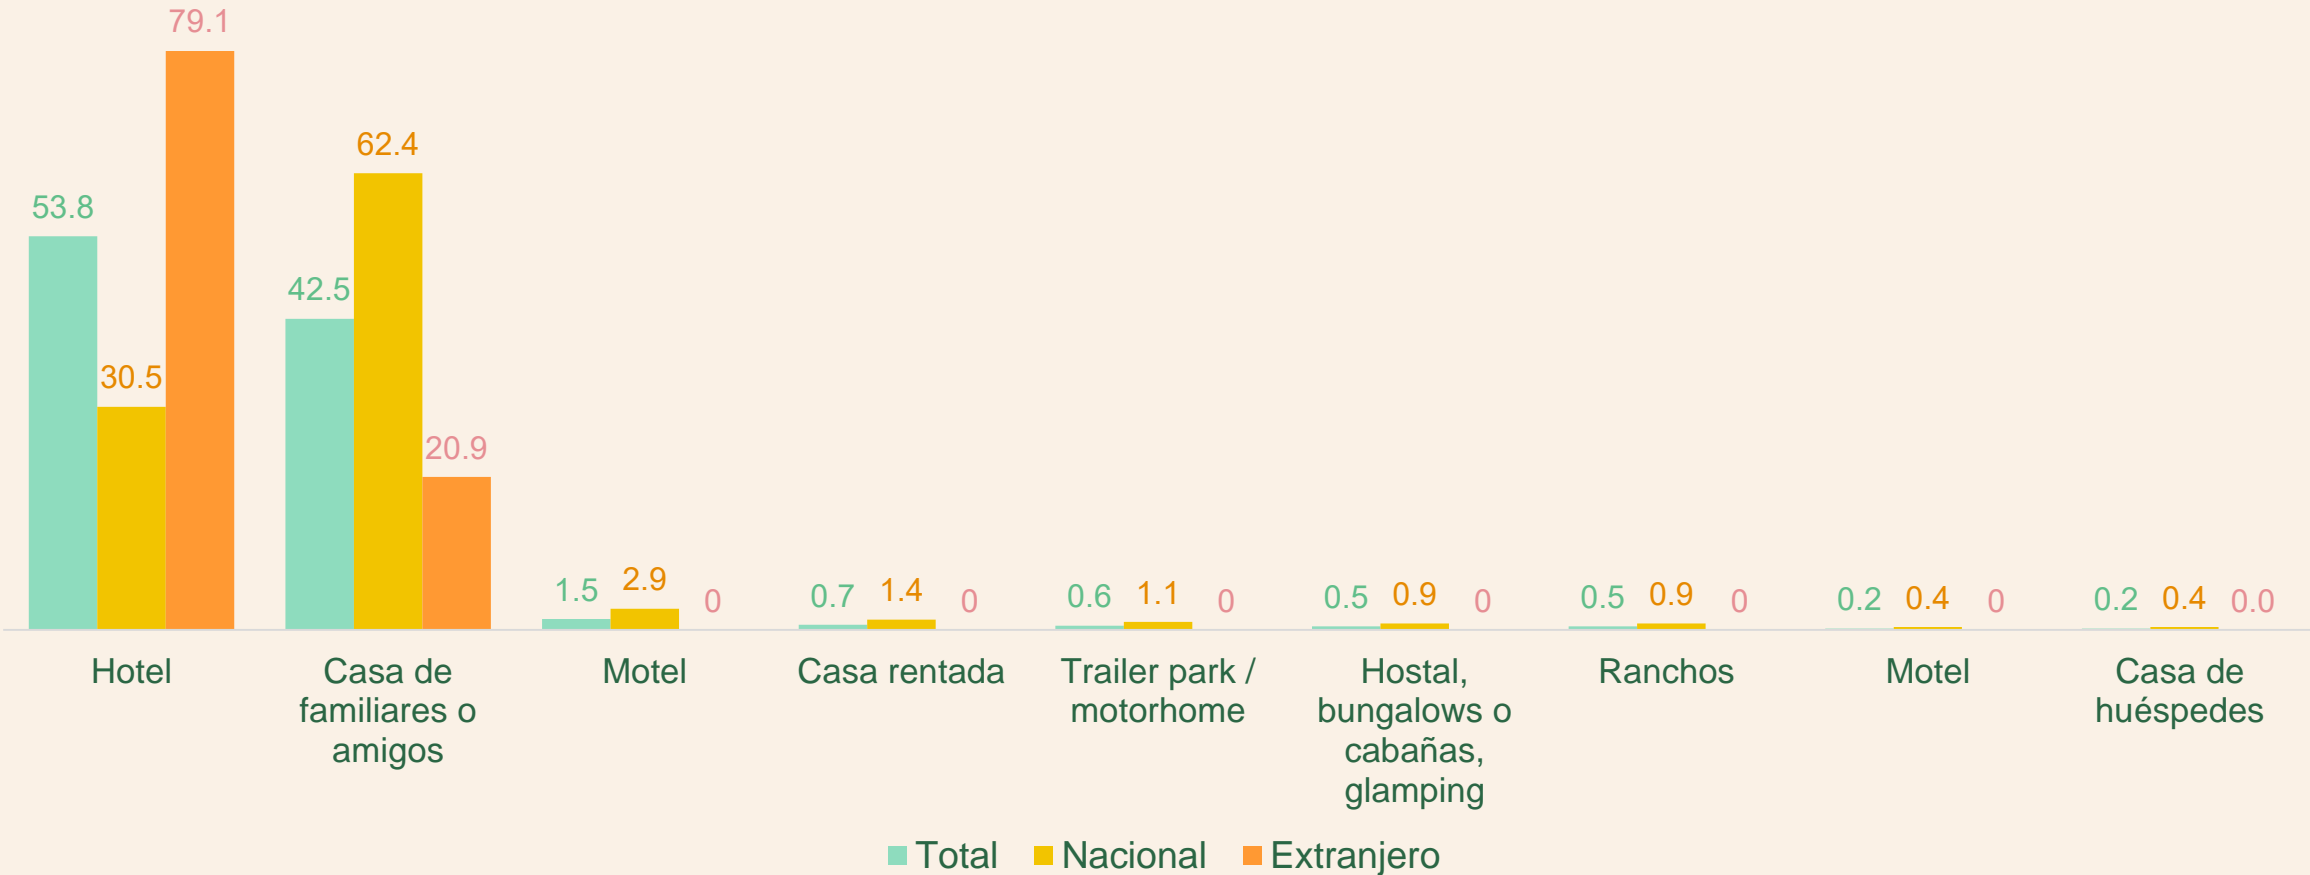 79.1
62.4
53.8
42.5
30.5
20.9
1.5 2.9 0
0.7 1.4 0
0.6 1.1 0
0.5 0.9 0
0.5 0.9 0
0.2 0.4 0
0.2 0.4 0.0
Hotel
Casa de
familiares o
amigos
Motel
Casa rentada
Trailer park /
motorhome
Hostal,
bungalows o
cabañas,
glamping
Ranchos
Motel
Casa de
huéspedes
Total Nacional Extranjero